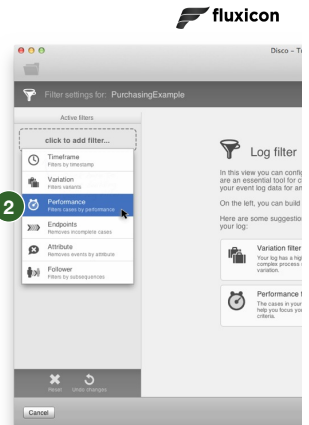 fluxicon
Disco - T
Filter settings for: PurchasingExample
Active filters
click to add filter...
Timeframe
Filters by timestamp
Variation
Filters variants
2
Performance
Filters cases by performance
Endpoints
Removes incomplete cases
Attribute
Removes events by attribute
Follower
Filters by subsequences
Reset
Undo changes
Cancel
Log filter
In this view you can config
are an essential tool for c
your event log data for an
On the left, you can build
Here are some suggestio
your log:
Variation filter
Your log has a hig
complex process
variation.
Performance f
The cases in your
help you focus you
criteria.